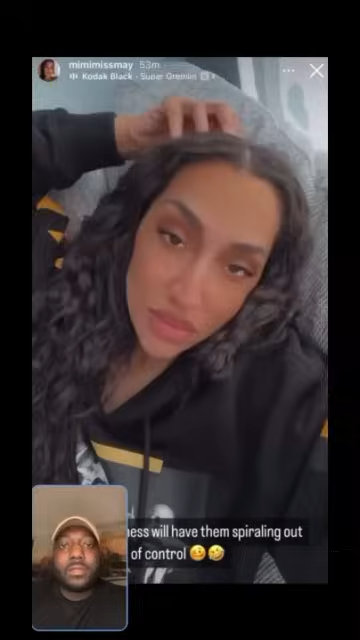 mimimissmay 53m
Kodak Black · Super Gremlin E
ness will have them spiraling out
of control 🤕🤣